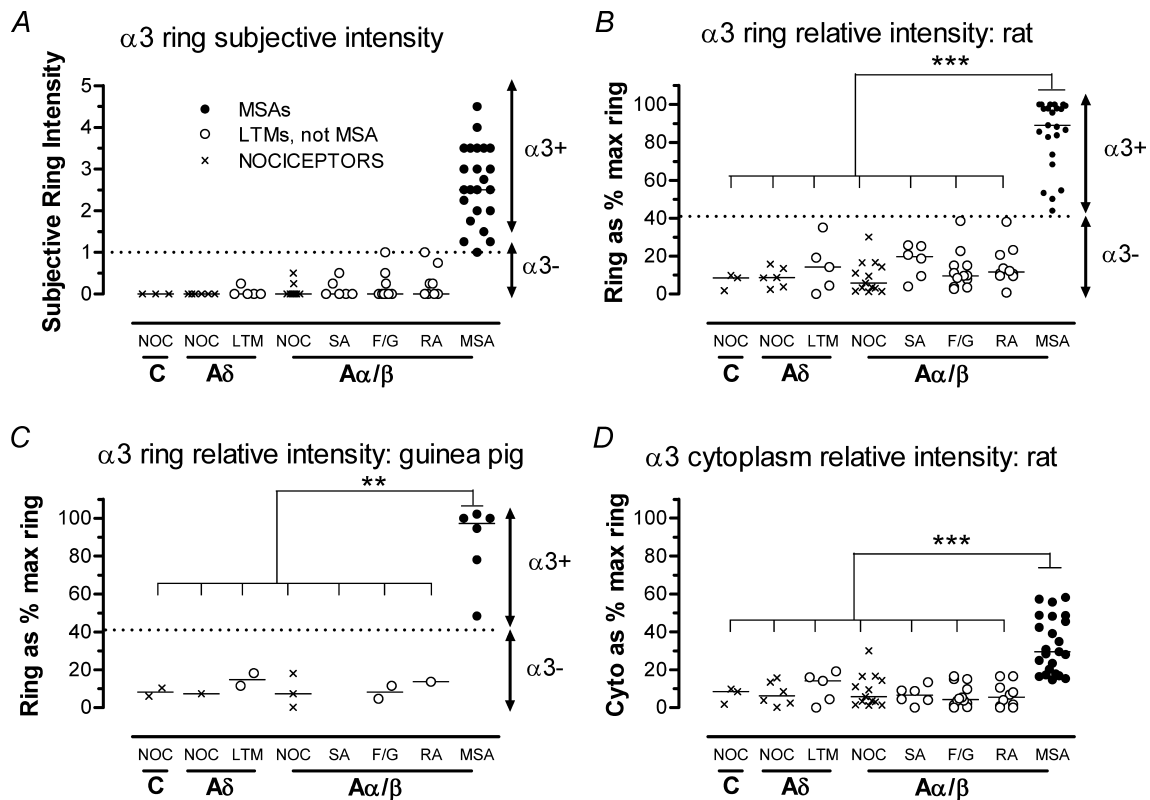 A
α3 ring subjective intensity
Subjective Ring Intensity
5
4
3
2
1
0
MSAs
LTMs, not MSA
NOCICEPTORS
α3+
α3-
NOC NOC LTM NOC SA F/G RA MSA
C Aδ Aα/β
B
α3 ring relative intensity: rat
***
Ring as % max ring
100
80
60
40
20
0
α3+
α3-
NOC NOC LTM NOC SA F/G RA MSA
C Aδ Aα/β
C
α3 ring relative intensity: guinea pig
**
Ring as % max ring
100
80
60
40
20
0
α3+
α3-
NOC NOC LTM NOC SA F/G RA MSA
C Aδ Aα/β
D
α3 cytoplasm relative intensity: rat
***
Cyto as % max ring
100
80
60
40
20
0
NOC NOC LTM NOC SA F/G RA MSA
C Aδ Aα/β